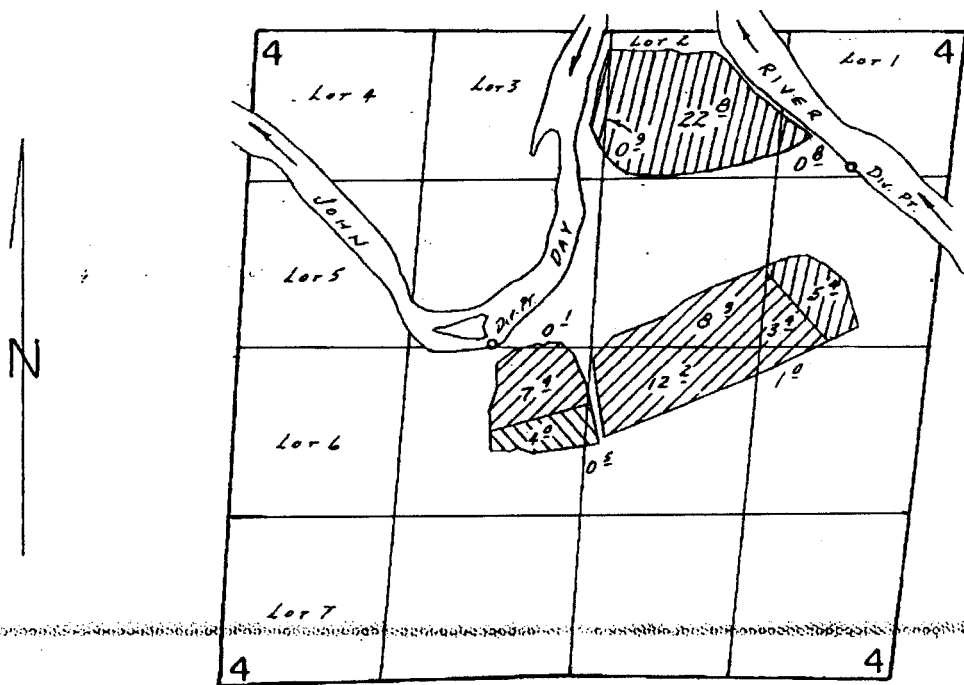 4
4
Lot 4
Lot 3
Lot 2
Lot 1
RIVER
22 8
0 9
0 8
Div. Pt.
JOHN
DAY
Lot 5
Div. Pt.
0 1
8 9
5 4
3 4
12 2
1 0
N
7 9
4 0
0 5
Lot 6
Lot 7
4
4